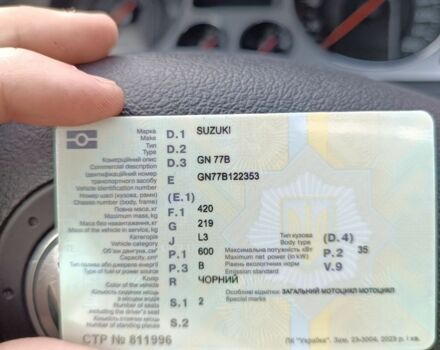 Марка D.1 SUZUKI
Make
Тип D.2
Type
Комерційний опис D.3 GN 77B
Commercial description
Ідентифікаційний номер E GN77B122353
транспортного засобу
Vehicle identification number
Номер шасі (кузова, рами) (E.1)
Chassis number (body, frame)
Повна маса, кг F.1 420
Maximum mass, kg
Маса без навантаження, кг G 219
Mass of the vehicle in service, kg
Категорія J L3 Тип кузова (D.4)
Vehicle category Body type
Об'єм двигуна, см³ P.1 600 Максимальна потужність кВт P.2 35
Capacity, cm³ Maximum net power (in kW)
Тип палива або джерело енергії P.3 B Рівень екологічних норм V.9
Type of fuel or power source Emission standard
Колір R ЧОРНИЙ
Color of the vehicle
Кількість сидячих місць S.1 2 Особливі відмітки ЗАГАЛЬНИЙ МОТОЦИКЛ МОТОЦИКЛ
з місцем водія Special marks
Number of seats
including the driver's seat
Кількість стоячих місць S.2
Number of standing places
СТР № 811996
ПК "Україна". Зам. 23-3004, 2023 р. І кв.